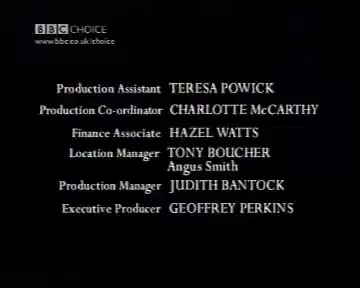 BBC CHOICE
www.bbc.co.uk/choice
Production Assistant TERESA POWICK
Production Co-ordinator CHARLOTTE McCARTHY
Finance Associate HAZEL WATTS
Location Manager TONY BOUCHER
Angus Smith
Production Manager JUDITH BANTOCK
Executive Producer GEOFFREY PERKINS